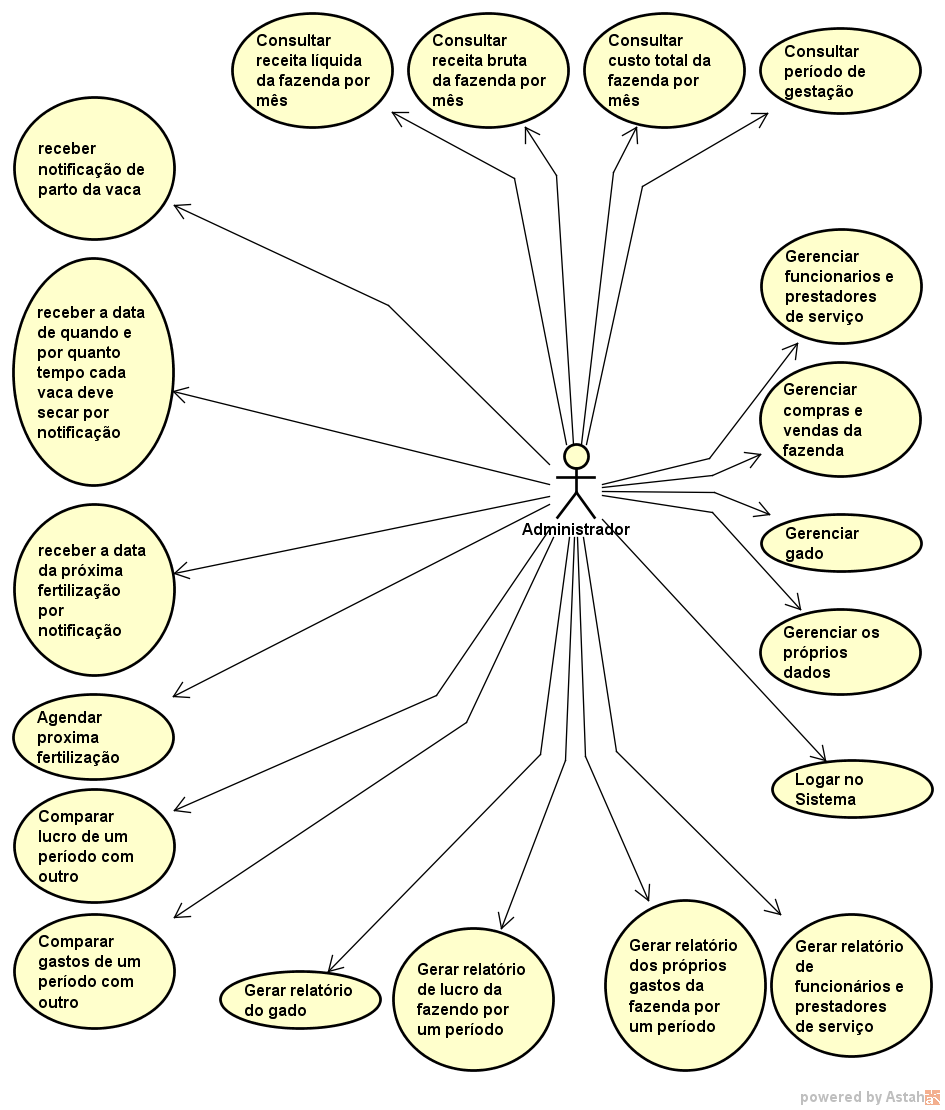 Consultar
receita líquida
da fazenda por
mês
Consultar
receita bruta
da fazenda por
mês
Consultar
custo total da
fazenda por
mês
Consultar
período de
gestação
receber
notificação de
parto da vaca
Gerenciar
funcionarios e
prestadores
de serviço
receber a data
de quando e
por quanto
tempo cada
vaca deve
secar por
notificação
Gerenciar
compras e
vendas da
fazenda
Administrador
Gerenciar
gado
receber a data
da próxima
fertilização
por
notificação
Gerenciar os
próprios
dados
Agendar
proxima
fertilização
Logar no
Sistema
Comparar
lucro de um
período com
outro
Comparar
gastos de um
período com
outro
Gerar relatório
do gado
Gerar relatório
de lucro da
fazendo por
um período
Gerar relatório
dos próprios
gastos da
fazenda por
um período
Gerar relatório
de
funcionários e
prestadores
de serviço
powered by Astah